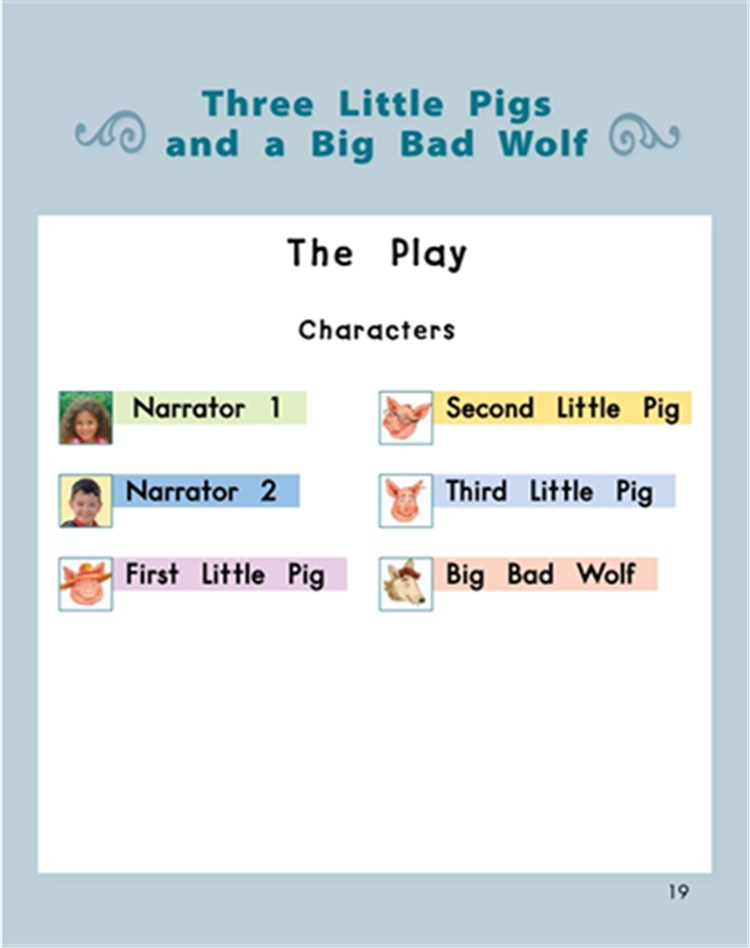 Three Little Pigs
and a Big Bad Wolf
The Play
Characters
Narrator 1
Narrator 2
First Little Pig
Second Little Pig
Third Little Pig
Big Bad Wolf
19